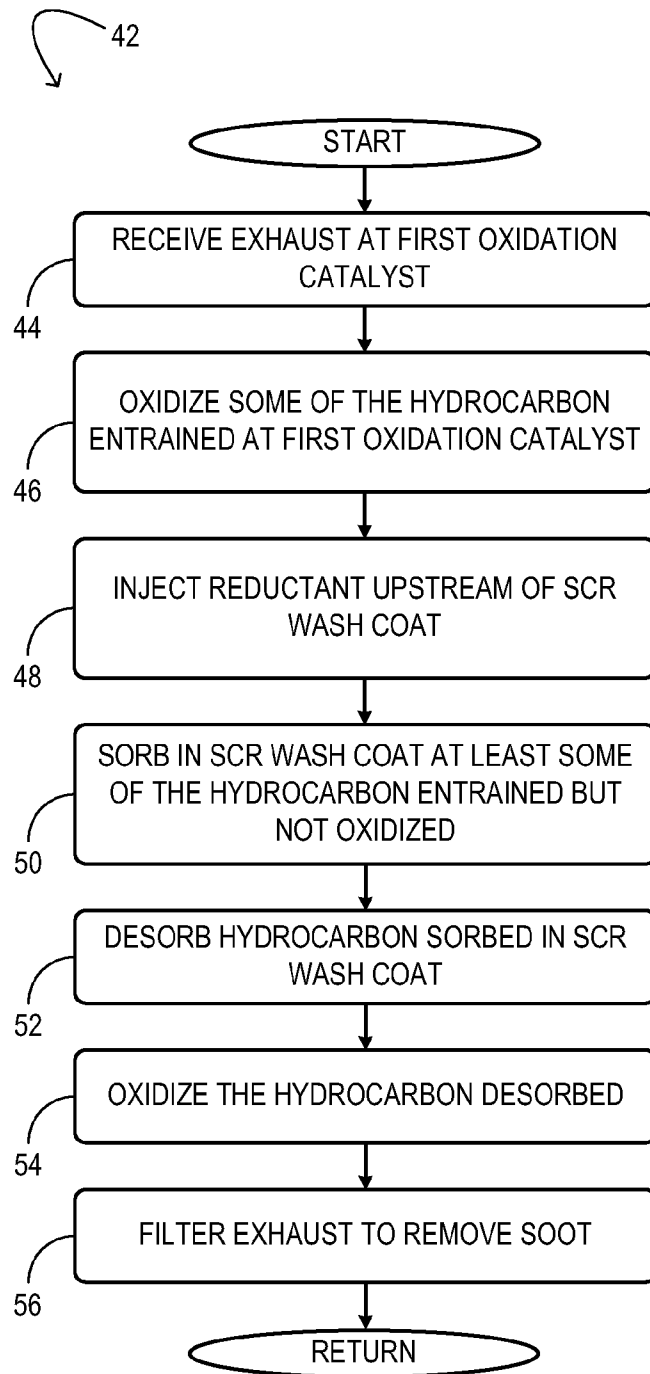 42
START
RECEIVE EXHAUST AT FIRST OXIDATION
CATALYST
44
OXIDIZE SOME OF THE HYDROCARBON
ENTRAINED AT FIRST OXIDATION CATALYST
46
INJECT REDUCTANT UPSTREAM OF SCR
WASH COAT
48
SORB IN SCR WASH COAT AT LEAST SOME
OF THE HYDROCARBON ENTRAINED BUT
NOT OXIDIZED
50
DESORB HYDROCARBON SORBED IN SCR
WASH COAT
52
OXIDIZE THE HYDROCARBON DESORBED
54
FILTER EXHAUST TO REMOVE SOOT
56
RETURN